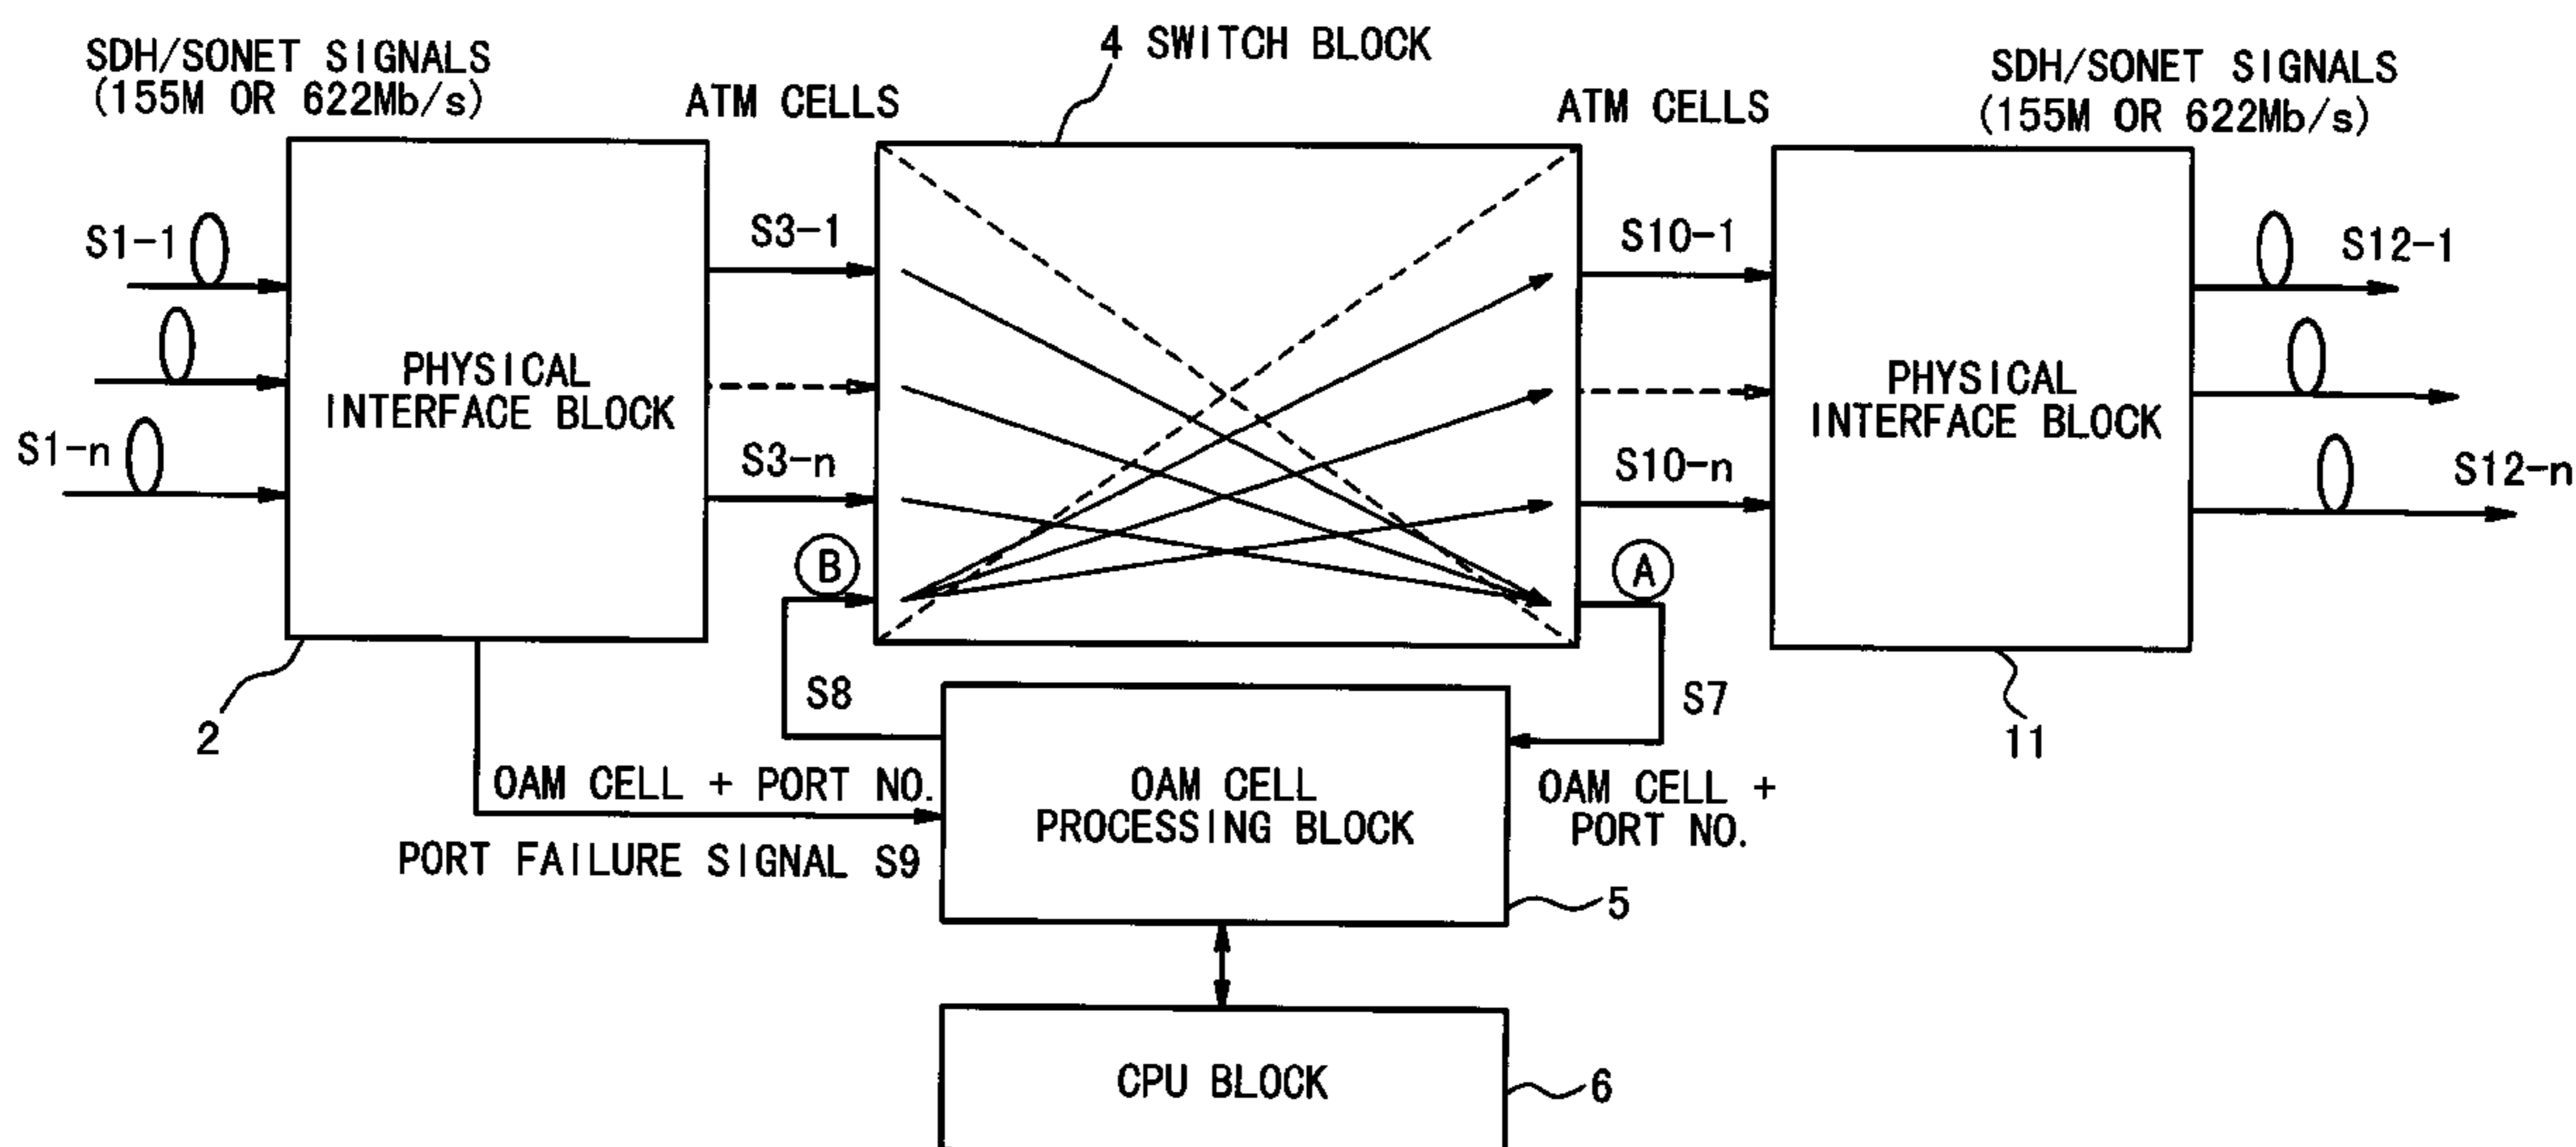 4 SWITCH BLOCK
SDH/SONET SIGNALS
(155M OR 622Mb/s)
ATM CELLS
ATM CELLS
SDH/SONET SIGNALS
(155M OR 622Mb/s)
S1-1
S3-1
S10-1
S12-1
PHYSICAL
INTERFACE BLOCK
PHYSICAL
INTERFACE BLOCK
S1-n
S3-n
S10-n
S12-n
B
A
S8
S7
2
11
OAM CELL + PORT NO.
PORT FAILURE SIGNAL S9
OAM CELL
PROCESSING BLOCK
OAM CELL +
PORT NO.
5
CPU BLOCK
6